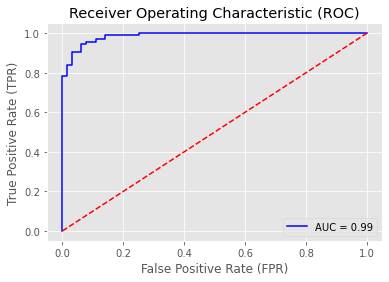 Receiver Operating Characteristic (ROC)
True Positive Rate (TPR)
1.0
0.8
0.6
0.4
0.2
0.0
0.0 0.2 0.4 0.6 0.8 1.0
False Positive Rate (FPR)
AUC = 0.99